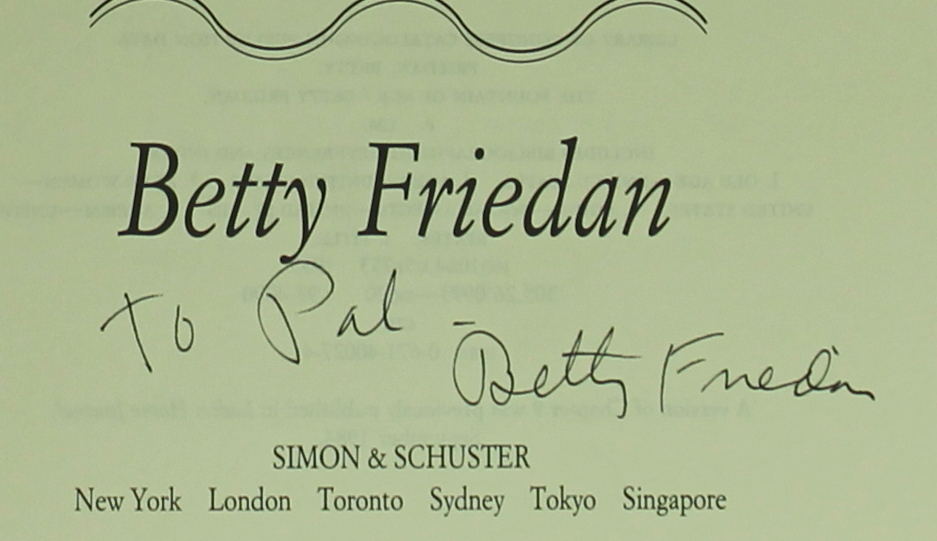 Betty Friedan
To Pal -
Betty Friedan
SIMON & SCHUSTER
New York London Toronto Sydney Tokyo Singapore